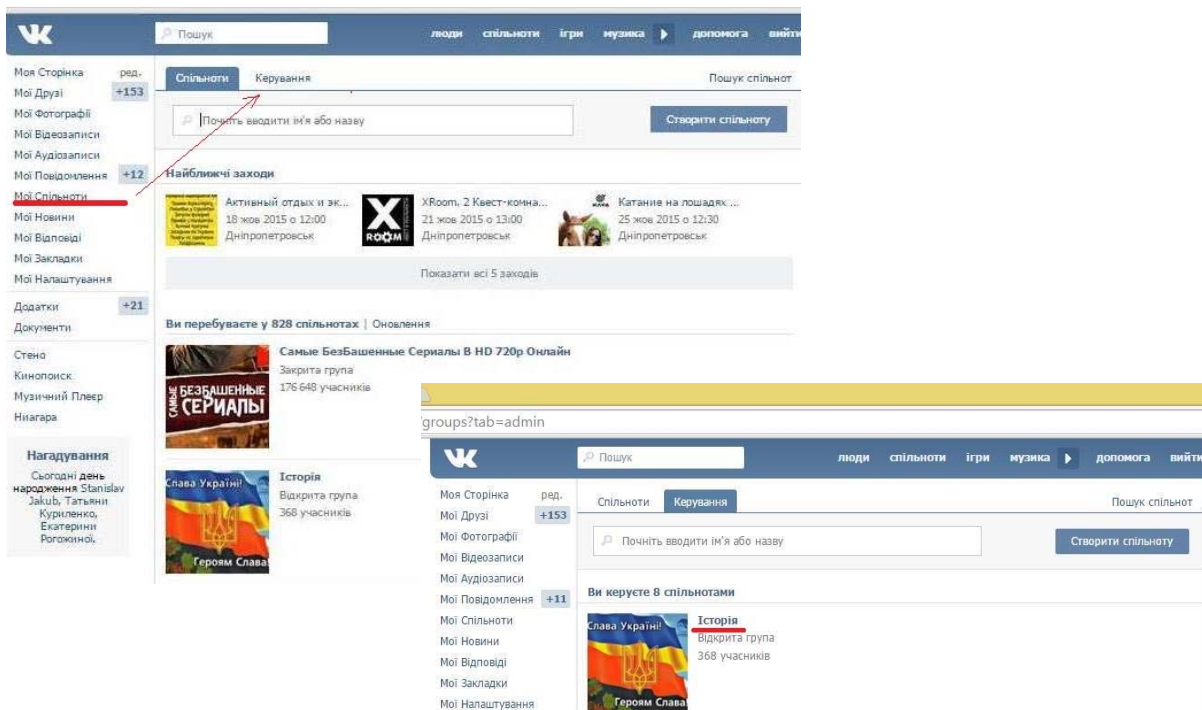 Пошук
люди спільноти ігри музика допомога вийти
Моя Сторінка ред.
Мої Друзі +153
Мої Фотографії
Мої Відеозаписи
Мої Аудіозаписи
Мої Повідомлення +12
Мої Спільноти
Мої Новини
Мої Відповіді
Мої Закладки
Мої Налаштування
Додатки +21
Документи
Стена
Кинопоиск
Музичний Плеєр
Ниагара
Нагадування
Сьогодні день
народження Stanislav
Jakub, Татьяни
Куриленко,
Екатерини
Рогожиної.
Спільноти Керування Пошук спільнот
Почніть вводити ім'я або назву
Створити спільноту
Найближчі заходи
Активный отдых и эк...
18 жов 2015 о 12:00
Дніпропетровськ
XROOM
XRoom, 2 Квест-комна...
21 жов 2015 о 13:00
Дніпропетровськ
Катание на лошадях ...
25 жов 2015 о 12:30
Дніпропетровськ
Показати всі 5 заходів
Ви перебуваєте у 828 спільнотах | Оновлення
САМЫЕ БЕЗБАШЕННЫЕ
СЕРИАЛЫ
Самые БезБашенные Сериалы В HD 720p Онлайн
Закрита група
176 648 учасників
Слава Україні!
Героям Слава!
Історія
Відкрита група
368 учасників
/groups?tab=admin
Пошук
люди спільноти ігри музика допомога вийти
Моя Сторінка ред.
Мої Друзі +153
Мої Фотографії
Мої Відеозаписи
Мої Аудіозаписи
Мої Повідомлення +11
Мої Спільноти
Мої Новини
Мої Відповіді
Мої Закладки
Мої Налаштування
Спільноти Керування Пошук спільнот
Почніть вводити ім'я або назву
Створити спільноту
Ви керуєте 8 спільнотами
Слава Україні!
Героям Слава!
Історія
Відкрита група
368 учасників